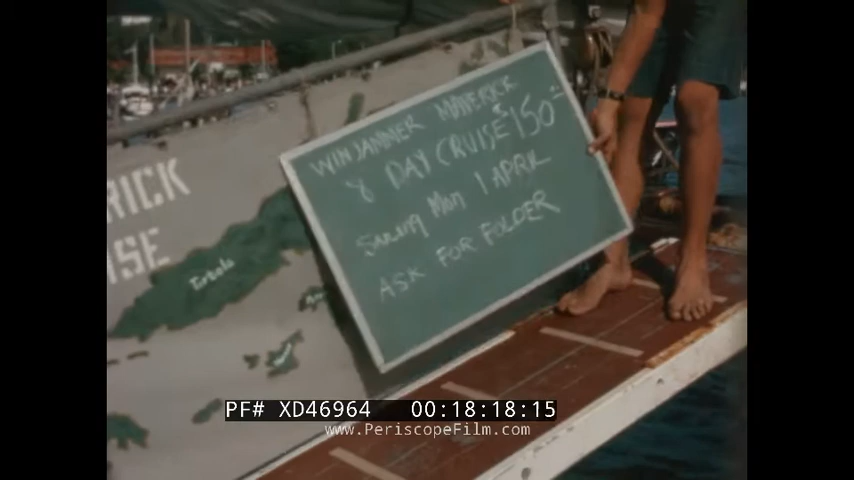 WINJAMMER MAVERICK
8 DAY CRUISE $150
SAILING MON 1 APRIL
ASK FOR FOLDER
RICK
ISE
Tortola
PF# XD46964 00:18:18:15
www.PeriscopeFilm.com